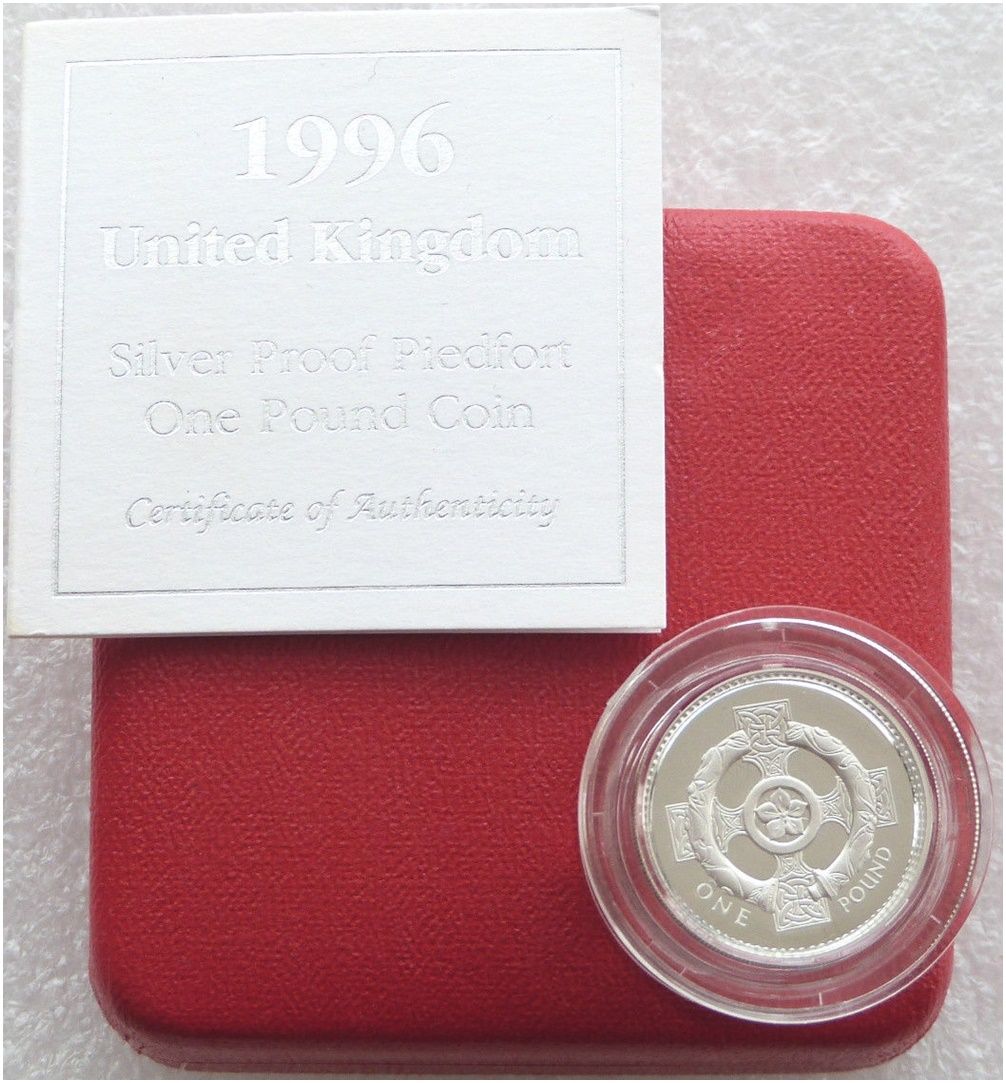 1996
United Kingdom
Silver Proof Piedfort
One Pound Coin
Certificate of Authenticity
ONE POUND